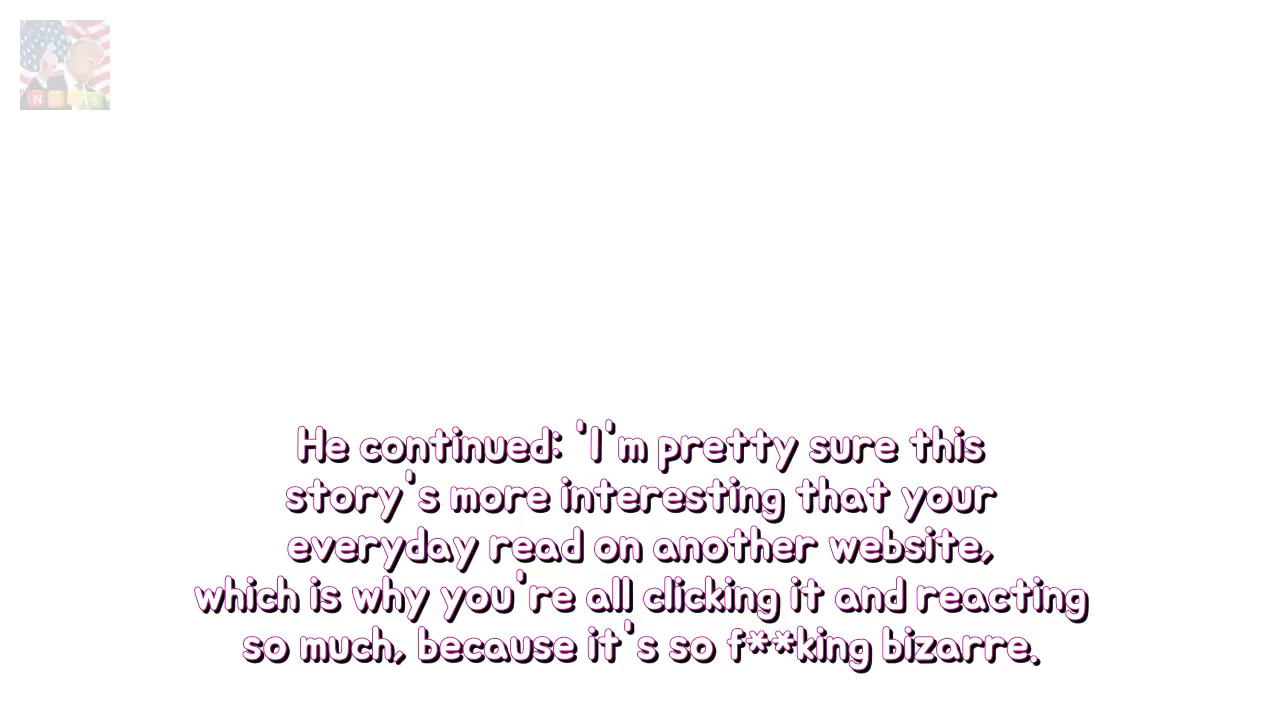 He continued: 'I'm pretty sure this
story's more interesting that your
everyday read on another website,
which is why you're all clicking it and reacting
so much, because it's so f**king bizarre.